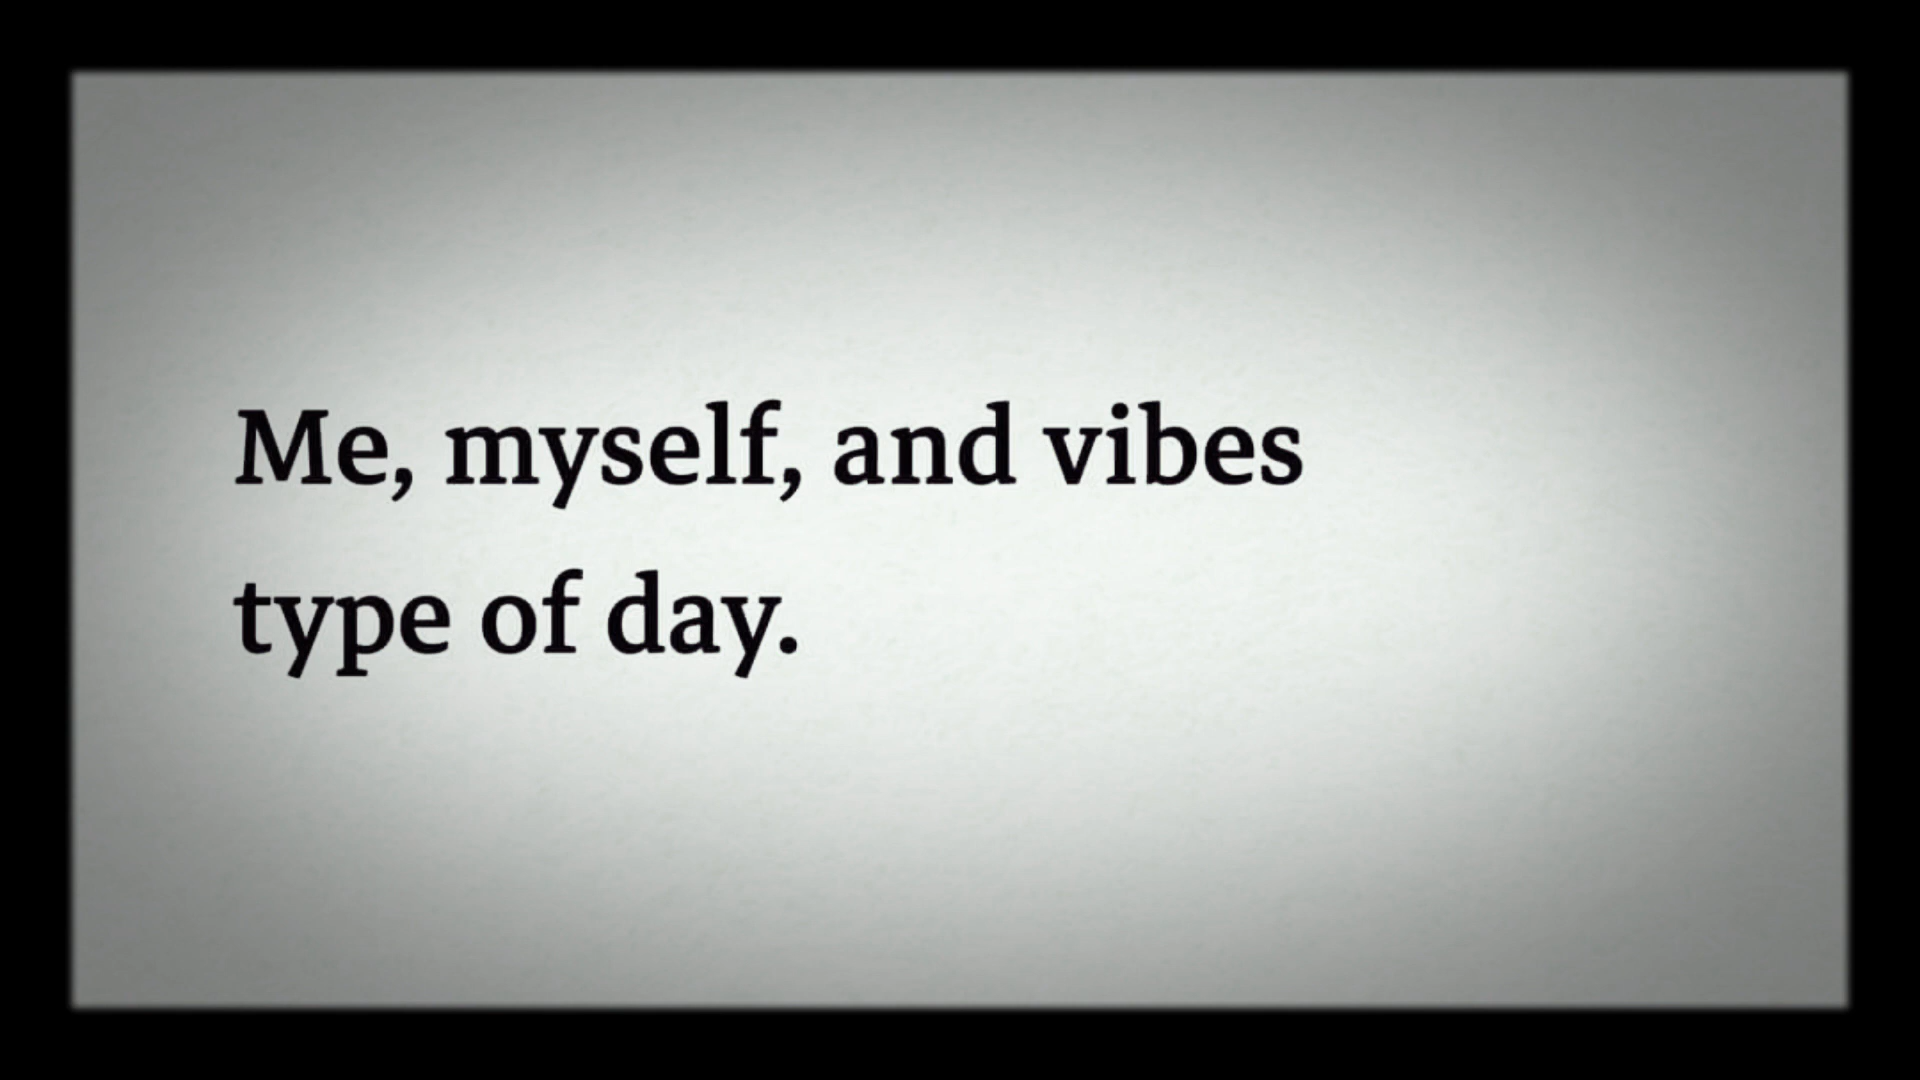 Me, myself, and vibes
type of day.